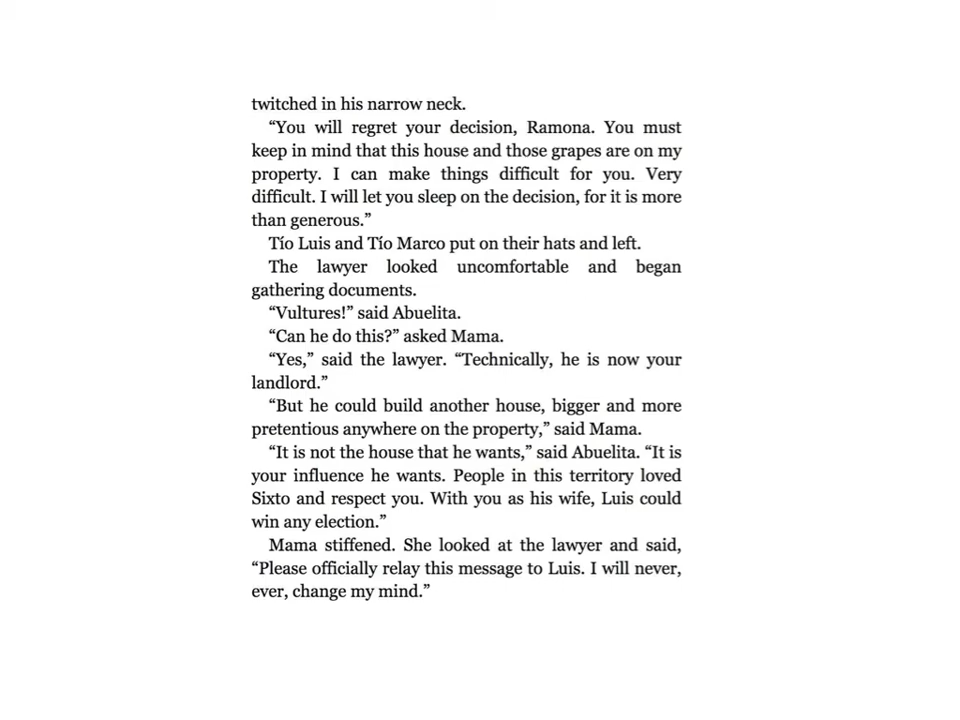 twitched in his narrow neck.
“You will regret your decision, Ramona. You must
keep in mind that this house and those grapes are on my
property. I can make things difficult for you. Very
difficult. I will let you sleep on the decision, for it is more
than generous.”
Tío Luis and Tío Marco put on their hats and left.
The lawyer looked uncomfortable and began
gathering documents.
“Vultures!” said Abuelita.
“Can he do this?” asked Mama.
“Yes,” said the lawyer. “Technically, he is now your
landlord.”
“But he could build another house, bigger and more
pretentious anywhere on the property,” said Mama.
“It is not the house that he wants,” said Abuelita. “It is
your influence he wants. People in this territory loved
Sixto and respect you. With you as his wife, Luis could
win any election.”
Mama stiffened. She looked at the lawyer and said,
“Please officially relay this message to Luis. I will never,
ever, change my mind.”